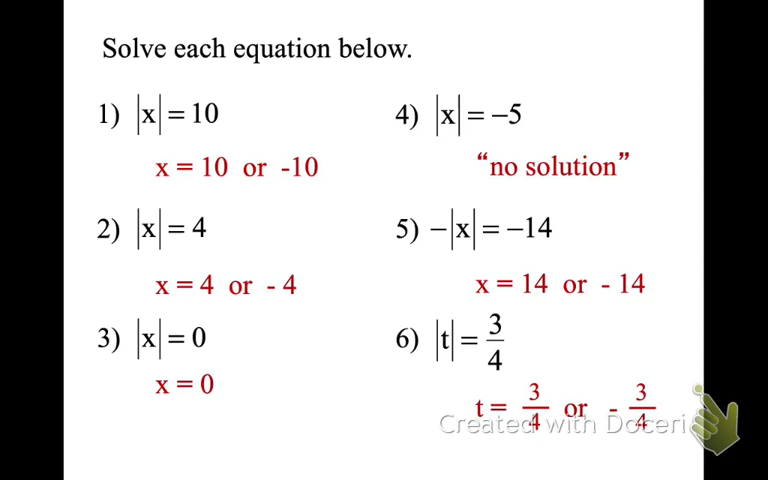 Solve each equation below.
1) |x| = 10
x = 10 or -10
2) |x| = 4
x = 4 or - 4
3) |x| = 0
x = 0
4) |x| = −5
“no solution”
5) −|x| = −14
x = 14 or - 14
6) |t| = 3/4
t = 3/4 or - 3/4
Created with Doceri